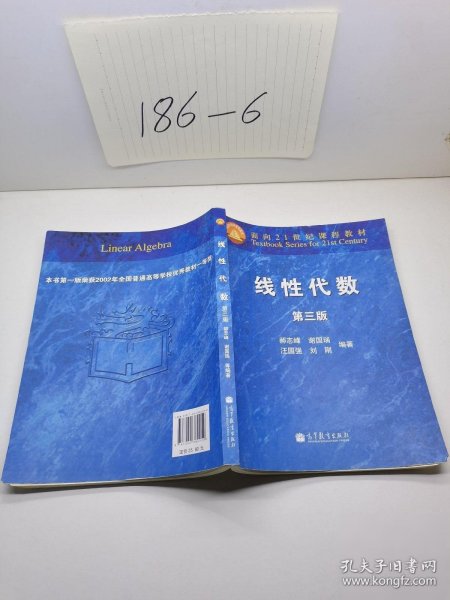 186-6
Linear Algebra
本书第一版荣获2002年全国普通高等学校优秀教材一等奖
线性代数
第三版
面向21世纪课程教材
Textbook Series for 21st Century
线性代数
第三版
郝志峰 谢国瑞
汪国强 刘刚 编著
高等教育出版社
孔夫子旧书网
www.kongfz.com